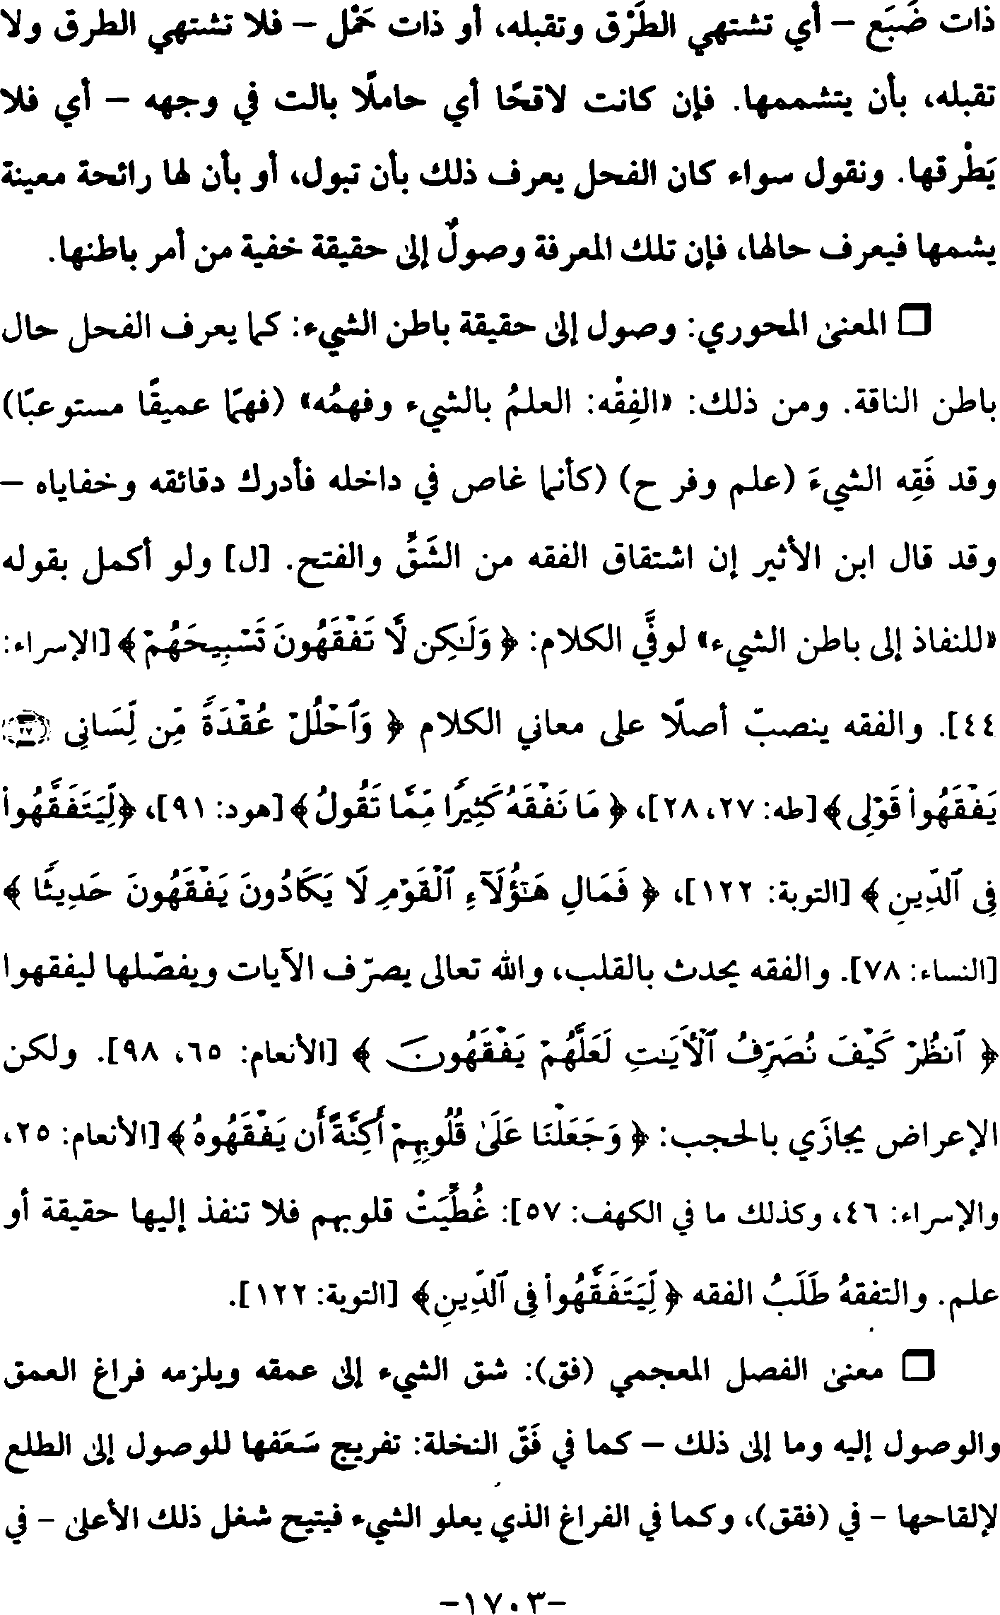 ذات ضَبَع – أي تشتهي الطَرْق وتقبله، أو ذات حَمْل – فلا تشتهي الطرق ولا
تقبله، بأن يتشممها. فإن كانت لاقحًا أي حاملًا بالت في وجهه – أي فلا
يَطْرقها. ونقول سواء كان الفحل يعرف ذلك بأن تبول، أو بأن لها رائحة معينة
يشمها فيعرف حالها، فإن تلك المعرفة وصولٌ إلى حقيقة خفية من أمر باطنها.
❒ المعنى المحوري: وصول إلى حقيقة باطن الشيء: كما يعرف الفحل حال
باطن الناقة. ومن ذلك: «الفِقْه: العلمُ بالشيء وفهمُه» (فهمًا عميقًا مستوعبًا)
وقد فَقِه الشيءَ (علم وفرح) (كأنما غاص في داخله فأدرك دقائقه وخفاياه –
وقد قال ابن الأثير إن اشتقاق الفقه من الشَقِّ والفتح. [ل] ولو أكمل بقوله
«للنفاذ إلى باطن الشيء» لوفَّى الكلام: ﴿ وَلَـٰكِن لَّا تَفْقَهُونَ تَسْبِيحَهُمْ ﴾ [الإسراء:
٤٤]. والفقه ينصبّ أصلًا على معاني الكلام ﴿ وَٱحْلُلْ عُقْدَةً مِّن لِّسَانِى ۝٢٧
يَفْقَهُوا۟ قَوْلِى ﴾ [طه: ٢٧، ٢٨]، ﴿ مَا نَفْقَهُ كَثِيرًا مِّمَّا تَقُولُ ﴾ [هود: ٩١]، ﴿لِّيَتَفَقَّهُوا۟
فِى ٱلدِّينِ ﴾ [التوبة: ١٢٢]، ﴿ فَمَالِ هَـٰٓؤُلَآءِ ٱلْقَوْمِ لَا يَكَادُونَ يَفْقَهُونَ حَدِيثًا ﴾
[النساء: ٧٨]. والفقه يحدث بالقلب، والله تعالى يصرّف الآيات ويفصّلها ليفقهوا
﴿ ٱنظُرْ كَيْفَ نُصَرِّفُ ٱلْأَيَـٰتِ لَعَلَّهُمْ يَفْقَهُونَ ﴾ [الأنعام: ٦٥، ٩٨]. ولكن
الإعراض يجازَي بالحجب: ﴿ وَجَعَلْنَا عَلَىٰ قُلُوبِهِمْ أَكِنَّةً أَن يَفْقَهُوهُ ﴾ [الأنعام: ٢٥،
والإسراء: ٤٦، وكذلك ما في الكهف: ٥٧]: غُطِّيَتْ قلوبهم فلا تنفذ إليها حقيقة أو
علم. والتفقهُ طَلَبُ الفقه ﴿ لِّيَتَفَقَّهُوا۟ فِى ٱلدِّينِ﴾ [التوبة: ١٢٢].
❒ معنى الفصل المعجمي (فق): شق الشيء إلى عمقه ويلزمه فراغ العمق
والوصول إليه وما إلى ذلك – كما في فَقّ النخلة: تفريج سَعَفها للوصول إلى الطلع
لإلقاحها – في (فقق)، وكما في الفراغ الذي يعلو الشيء فيتيح شغل ذلك الأعلى – في
-١٧٠٣-